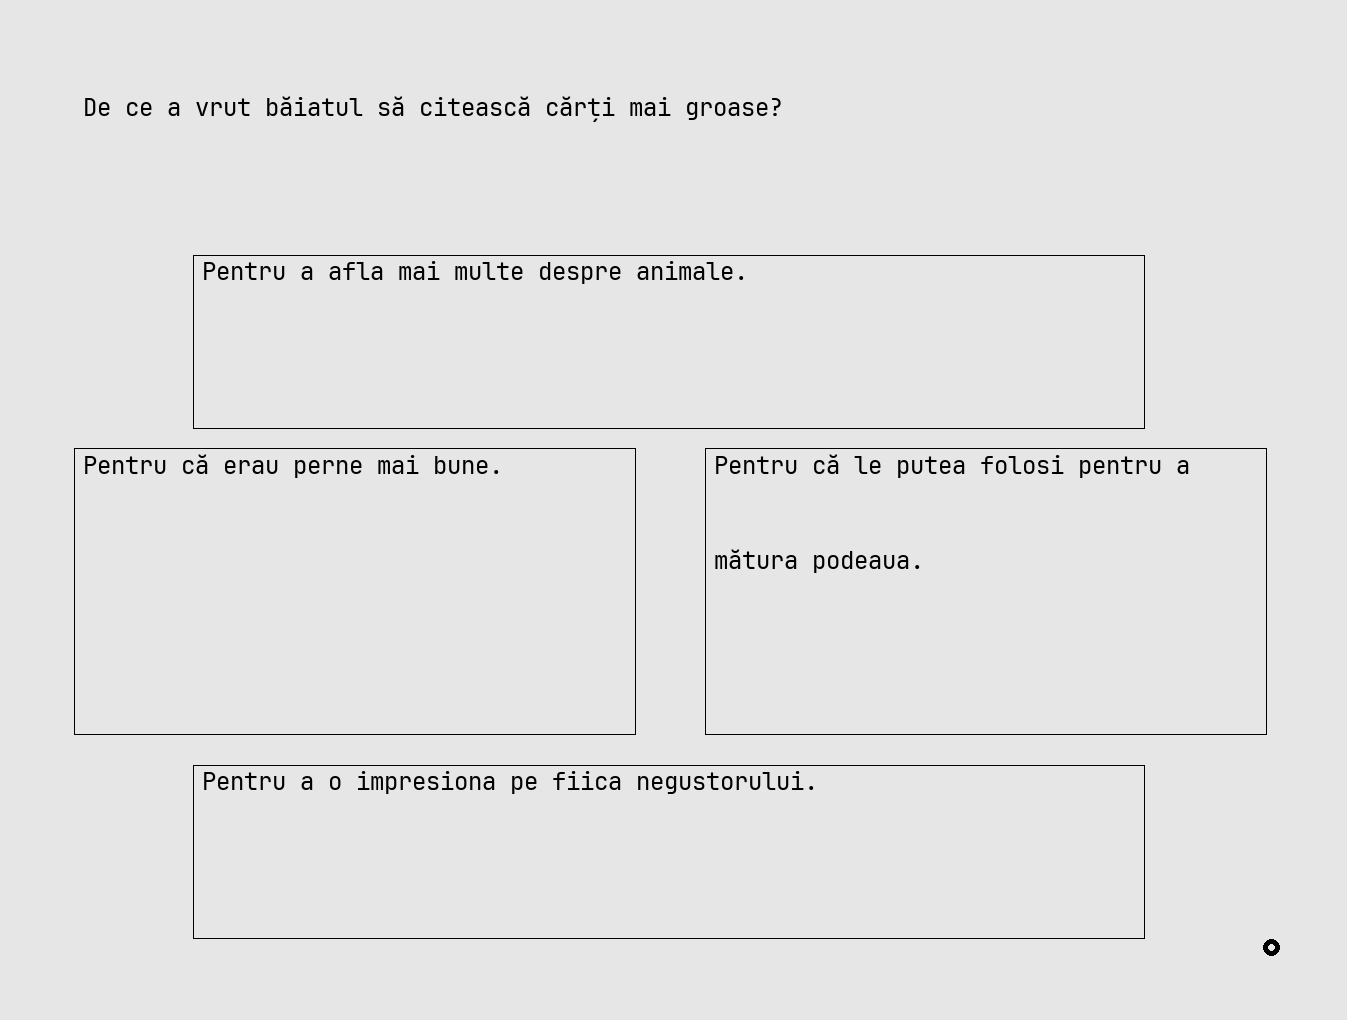 De ce a vrut băiatul să citească cărți mai groase?
Pentru a afla mai multe despre animale.
Pentru că erau perne mai bune.
Pentru că le putea folosi pentru a
mătura podeaua.
Pentru a o impresiona pe fiica negustorului.